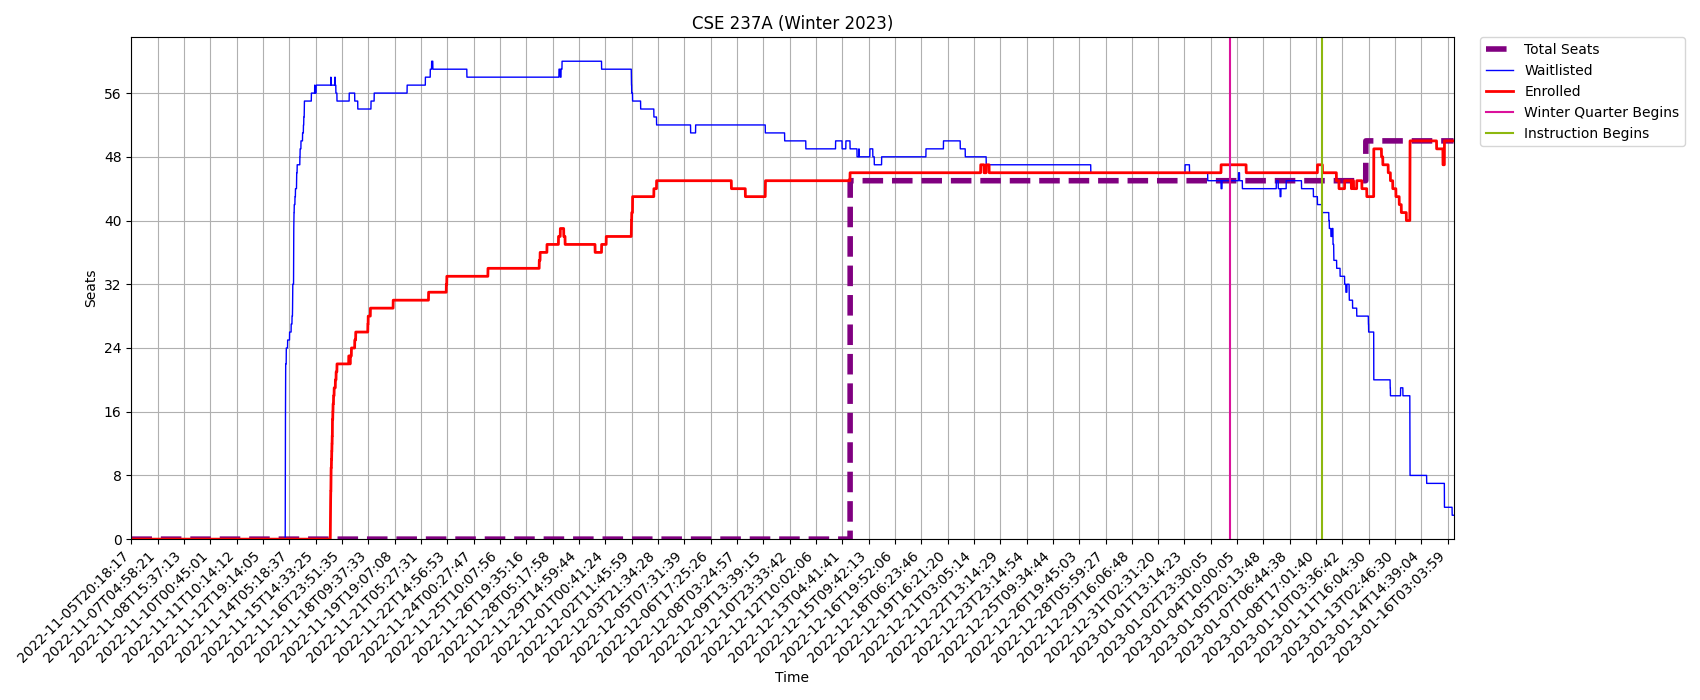 CSE 237A (Winter 2023)
Total Seats
Waitlisted
Enrolled
Winter Quarter Begins
Instruction Begins
Seats
56
48
40
32
24
16
8
0
2022-11-05T20:18:17
2022-11-07T04:58:21
2022-11-08T15:37:13
2022-11-10T00:45:01
2022-11-11T10:14:12
2022-11-12T19:14:05
2022-11-14T05:18:37
2022-11-15T14:33:25
2022-11-16T23:51:35
2022-11-18T09:37:33
2022-11-19T19:07:08
2022-11-21T05:27:31
2022-11-22T14:56:53
2022-11-24T00:27:47
2022-11-25T10:07:56
2022-11-26T19:35:16
2022-11-28T05:17:58
2022-11-29T14:59:44
2022-12-01T00:41:24
2022-12-02T11:45:59
2022-12-03T21:34:28
2022-12-05T07:31:39
2022-12-06T17:25:26
2022-12-08T03:24:57
2022-12-09T13:39:15
2022-12-10T23:33:42
2022-12-12T10:02:06
2022-12-13T04:41:41
2022-12-15T09:42:13
2022-12-16T19:52:06
2022-12-18T06:23:46
2022-12-19T16:21:20
2022-12-21T03:05:14
2022-12-22T13:14:29
2022-12-23T23:14:54
2022-12-25T09:34:44
2022-12-26T19:45:03
2022-12-28T05:59:27
2022-12-29T16:06:48
2022-12-31T02:31:20
2023-01-01T13:14:23
2023-01-02T23:30:05
2023-01-04T10:00:05
2023-01-05T20:13:48
2023-01-07T06:44:38
2023-01-08T17:01:40
2023-01-10T03:36:42
2023-01-11T16:04:30
2023-01-13T02:46:30
2023-01-14T14:39:04
2023-01-16T03:03:59
Time